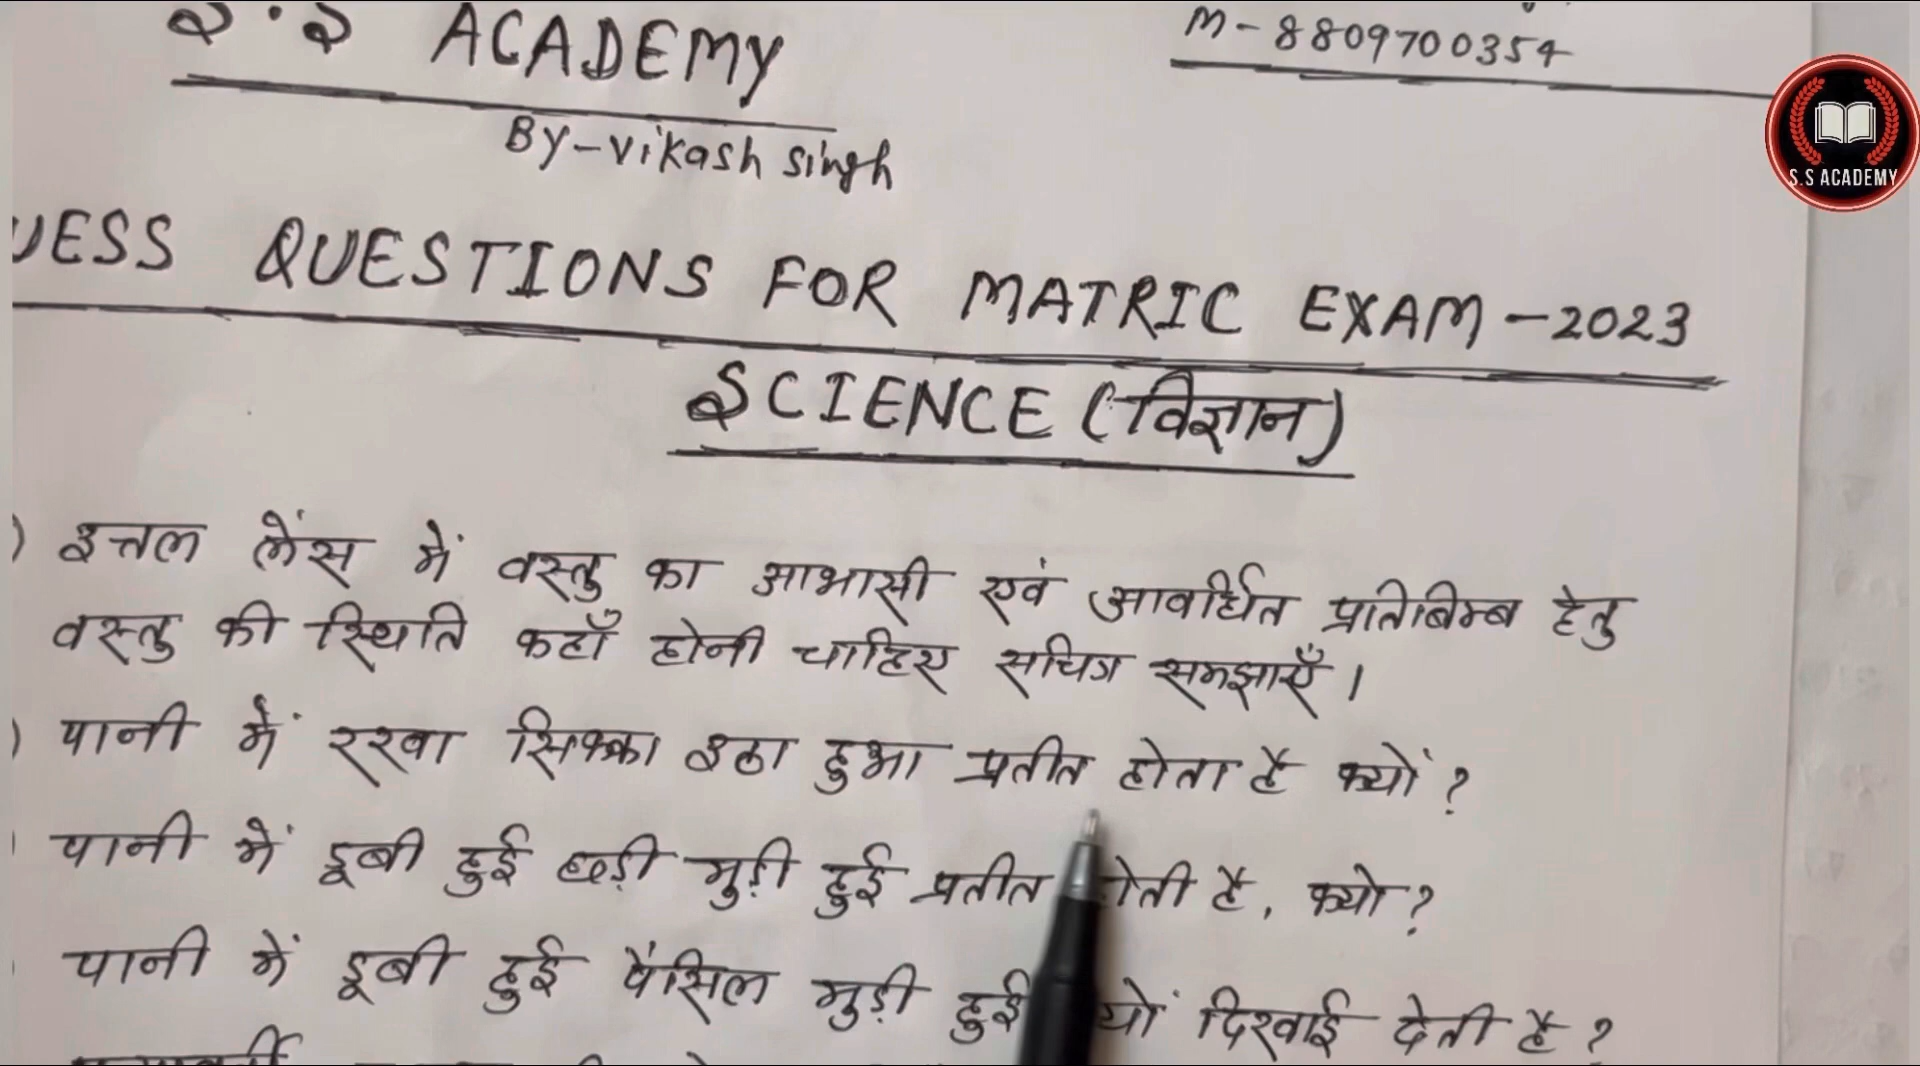 S.S ACADEMY
M-8809700354
S.S ACADEMY
By-Vikash Singh
UESS QUESTIONS FOR MATRIC EXAM-2023
SCIENCE (विज्ञान)
) उत्तल लेंस में वस्तु का आभासी एवं आवर्धित प्रतिबिम्ब हेतु
वस्तु की स्थिति कहाँ होनी चाहिए सचित्र समझाएँ।
) पानी में रखा सिक्का उठा हुआ प्रतीत होता है क्यों?
पानी में डूबी हुई छड़ी मुड़ी हुई प्रतीत होती है, क्यो?
पानी में डूबी हुई पेंसिल मुड़ी हुई क्यों दिखाई देती है?